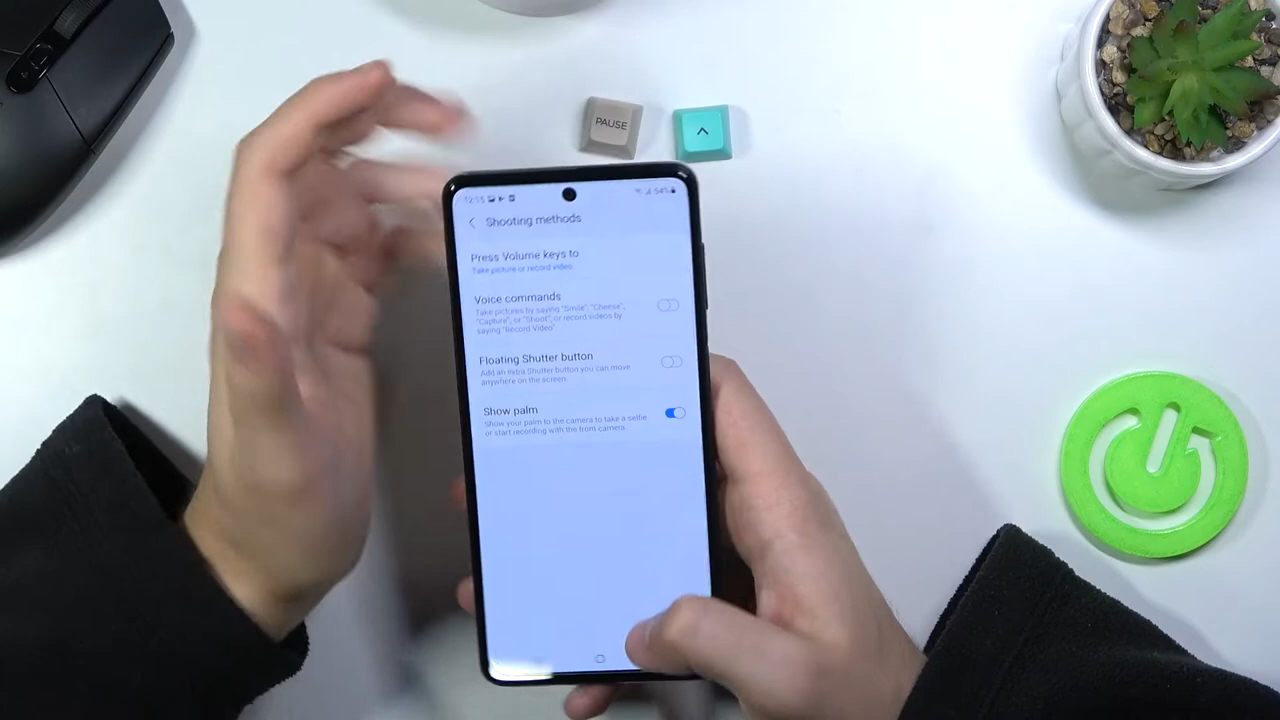 PAUSE
^
12:15 54%
< Shooting methods
Press Volume keys to
Take picture or record video
Voice commands
Take pictures by saying "Smile", "Cheese",
"Capture", or "Shoot", or record videos by
saying "Record Video"
Floating Shutter button
Add an extra Shutter button you can move
anywhere on the screen.
Show palm
Show your palm to the camera to take a selfie
or start recording with the front camera.